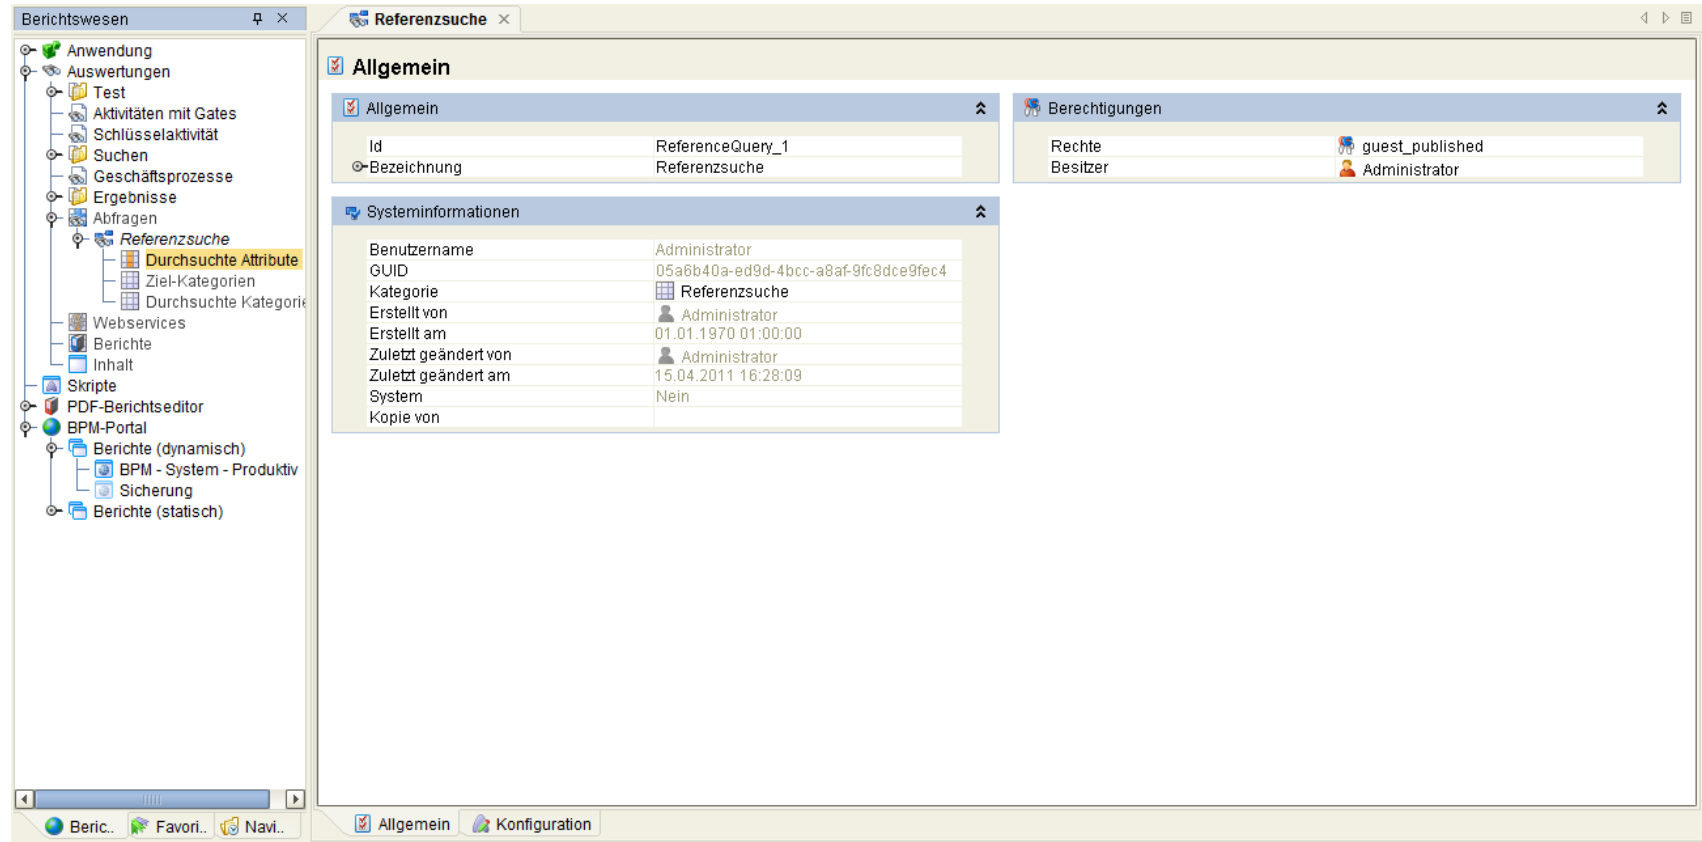 Berichtswesen
Anwendung
Auswertungen
Test
Aktivitäten mit Gates
Schlüsselaktivität
Suchen
Geschäftsprozesse
Ergebnisse
Abfragen
Referenzsuche
Durchsuchte Attribute
Ziel-Kategorien
Durchsuchte Kategorie
Webservices
Berichte
Inhalt
Skripte
PDF-Berichtseditor
BPM-Portal
Berichte (dynamisch)
BPM - System - Produktiv
Sicherung
Berichte (statisch)
Beric.. Favori.. Navi..
Referenzsuche
Allgemein
Allgemein
Id ReferenceQuery_1
Bezeichnung Referenzsuche
Systeminformationen
Benutzername Administrator
GUID 05a6b40a-ed9d-4bcc-a8af-9fc8dce9fec4
Kategorie Referenzsuche
Erstellt von Administrator
Erstellt am 01.01.1970 01:00:00
Zuletzt geändert von Administrator
Zuletzt geändert am 15.04.2011 16:28:09
System Nein
Kopie von
Berechtigungen
Rechte guest_published
Besitzer Administrator
Allgemein Konfiguration